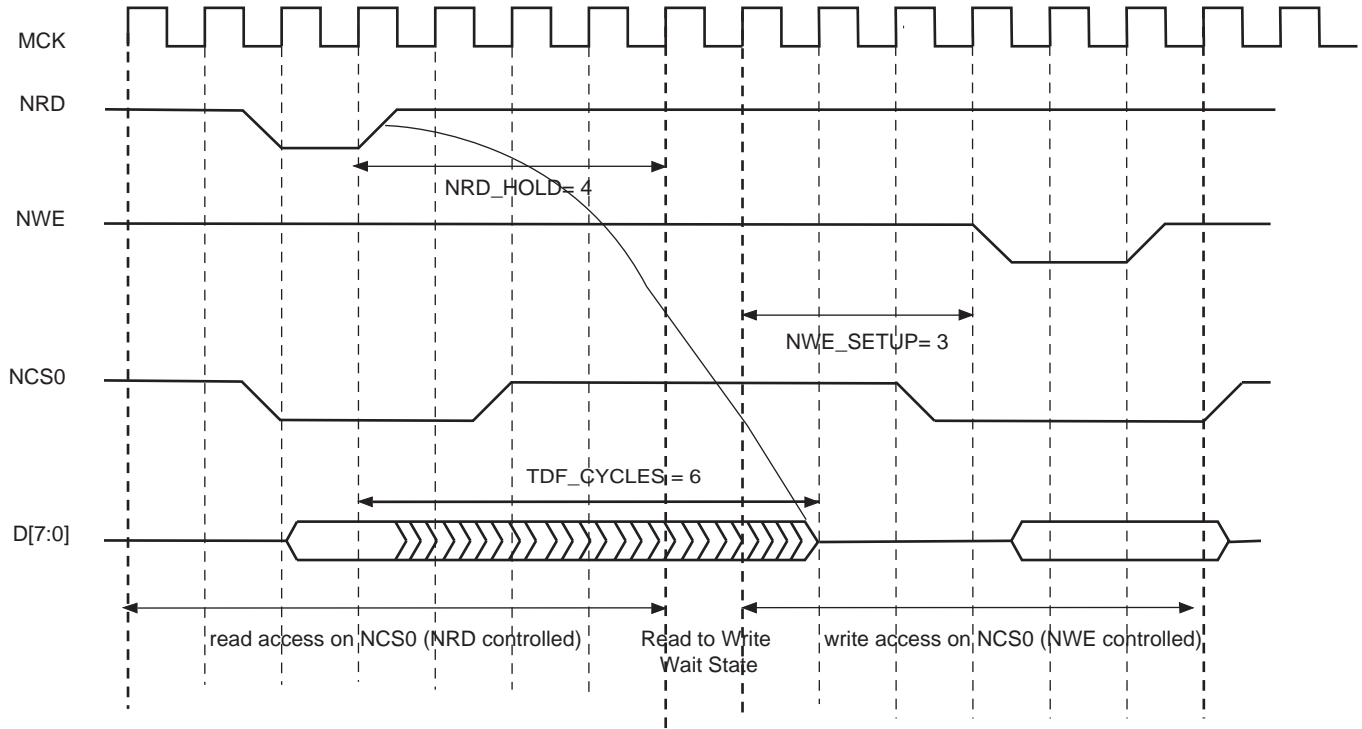 MCK
NRD
NRD_HOLD= 4
NWE
NWE_SETUP= 3
NCS0
TDF_CYCLES = 6
D[7:0]
read access on NCS0 (NRD controlled)
Read to Write
Wait State
write access on NCS0 (NWE controlled)